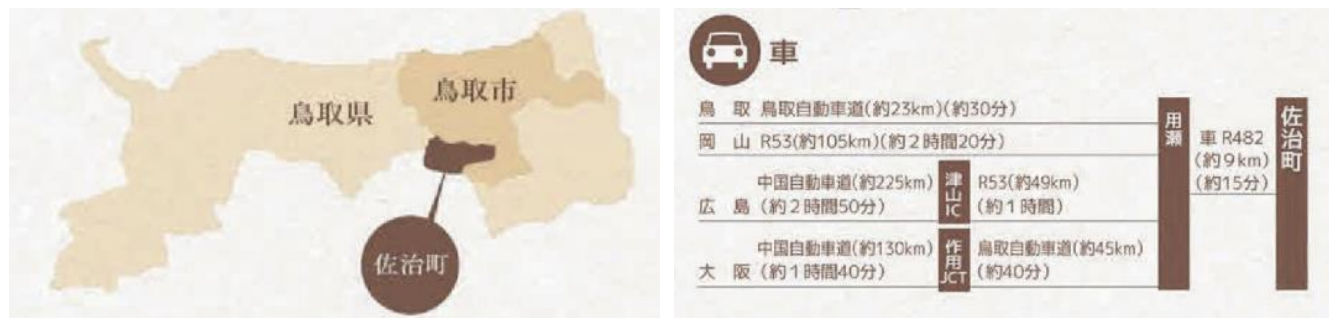 鳥取県
鳥取市
佐治町
車
鳥 取 鳥取自動車道(約23km)(約30分)
岡 山 R53(約105km)(約2時間20分)
広 島 中国自動車道(約225km)
(約2時間50分)
津山IC
R53(約49km)
(約1時間)
大 阪 中国自動車道(約130km)
(約1時間40分)
作用JCT
鳥取自動車道(約45km)
(約40分)
用瀬
車 R482
(約9km)
(約15分)
佐治町